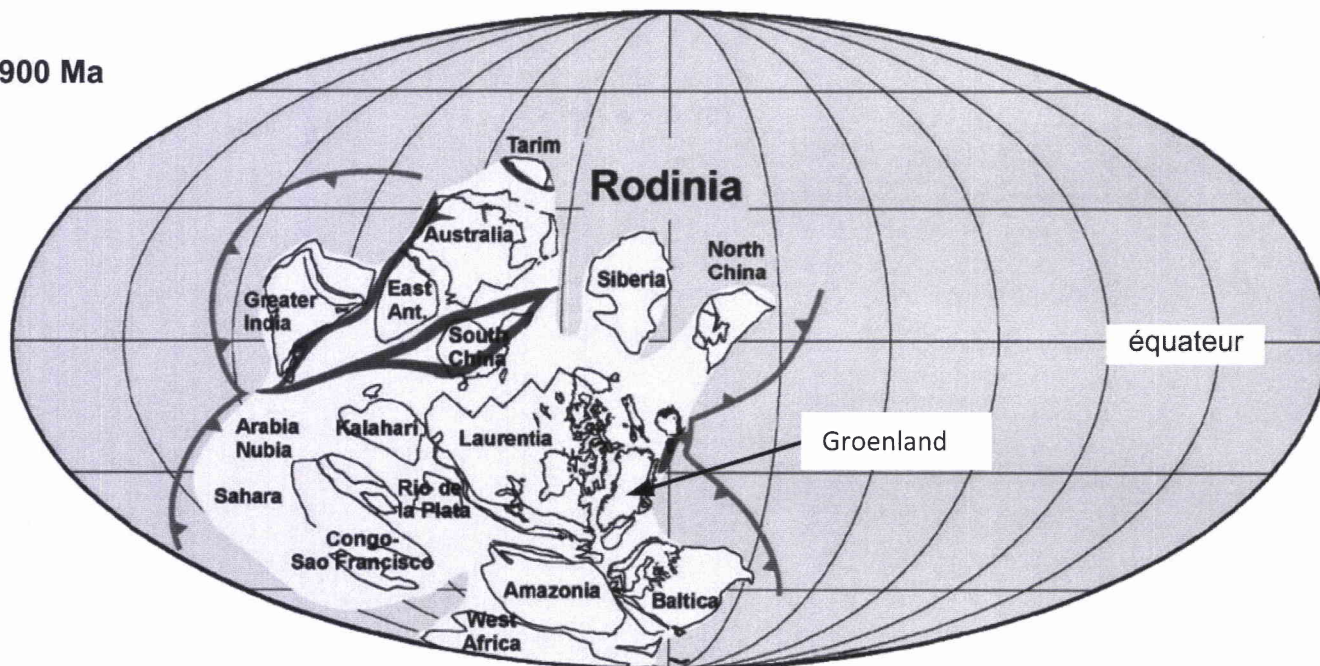 900 Ma
Tarim
Rodinia
Australia
North
China
Siberia
East
Ant.
Greater
India
South
China
équateur
Arabia
Nubia
Kalahari
Laurentia
Groenland
Sahara
Rio de
la Plata
Congo-
Sao Francisco
Amazonia
Baltica
West
Africa